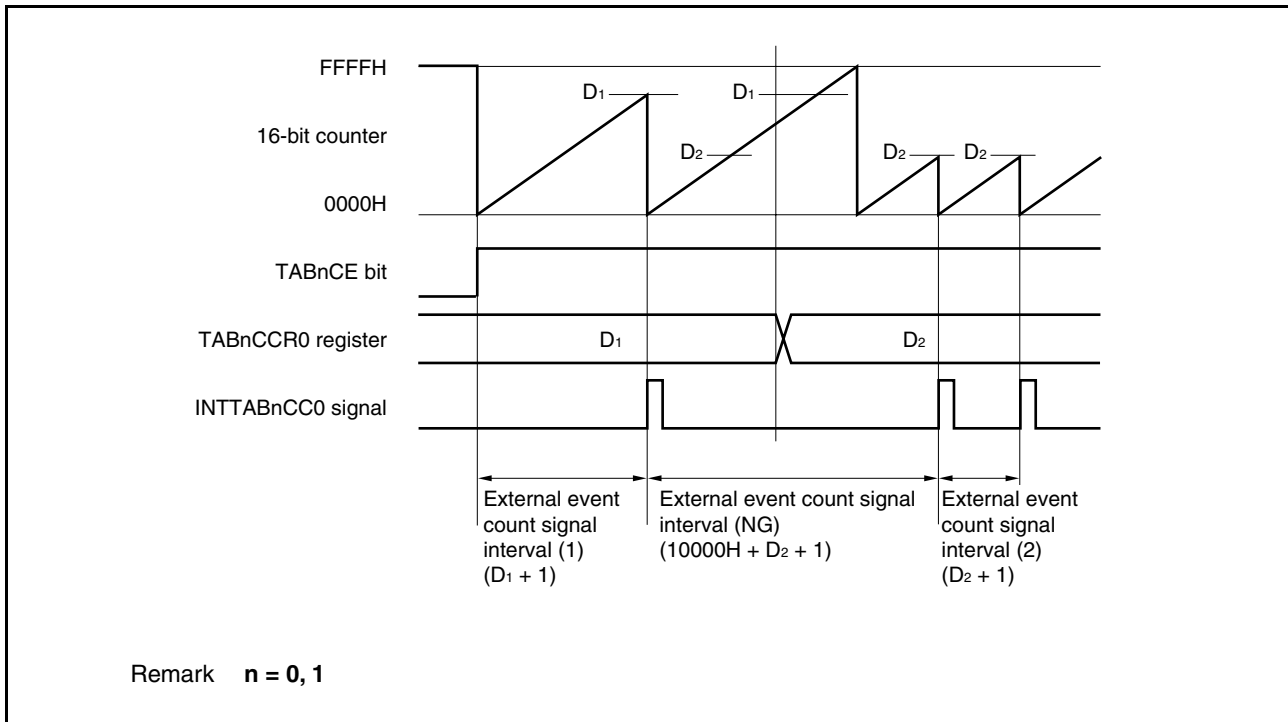 FFFFH
D1
D1
16-bit counter
D2
D2
D2
0000H
TABnCE bit
TABnCCR0 register
D1
D2
INTTABnCC0 signal
External event
count signal
interval (1)
(D1 + 1)
External event count signal
interval (NG)
(10000H + D2 + 1)
External event
count signal
interval (2)
(D2 + 1)
Remark n = 0, 1